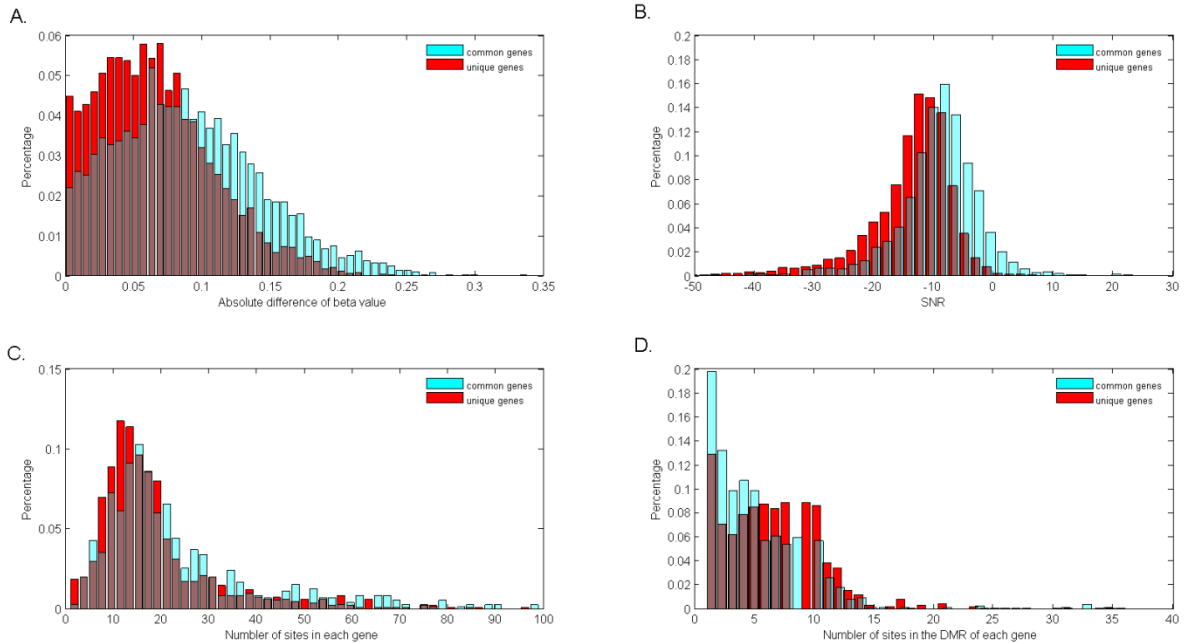 A.
0.06
0.05
0.04
0.03
0.02
0.01
0
Percentage
common genes
unique genes
0 0.05 0.1 0.15 0.2 0.25 0.3 0.35
Absolute difference of beta value
B.
0.2
0.18
0.16
0.14
0.12
0.1
0.08
0.06
0.04
0.02
0
Percentage
common genes
unique genes
-50 -40 -30 -20 -10 0 10 20 30
SNR
C.
0.15
0.1
0.05
0
Percentage
common genes
unique genes
0 10 20 30 40 50 60 70 80 90 100
Numbler of sites in each gene
D.
0.2
0.18
0.16
0.14
0.12
0.1
0.08
0.06
0.04
0.02
0
Percentage
common genes
unique genes
0 5 10 15 20 25 30 35 40
Numbler of sites in the DMR of each gene